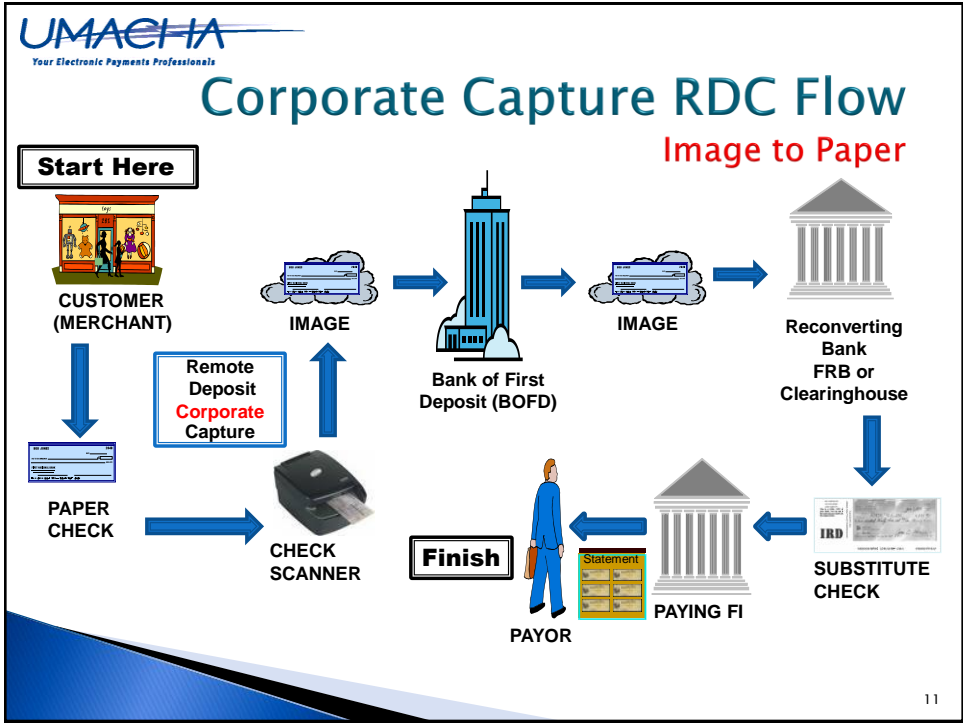 UMACHA
Your Electronic Payments Professionals
Corporate Capture RDC Flow
Image to Paper
Start Here
toys
CUSTOMER
(MERCHANT)
IMAGE
Bank of First
Deposit (BOFD)
IMAGE
Reconverting
Bank
FRB or
Clearinghouse
Remote
Deposit
Corporate
Capture
PAPER
CHECK
CHECK
SCANNER
Finish
Statement
PAYOR
PAYING FI
IRD
SUBSTITUTE
CHECK
11